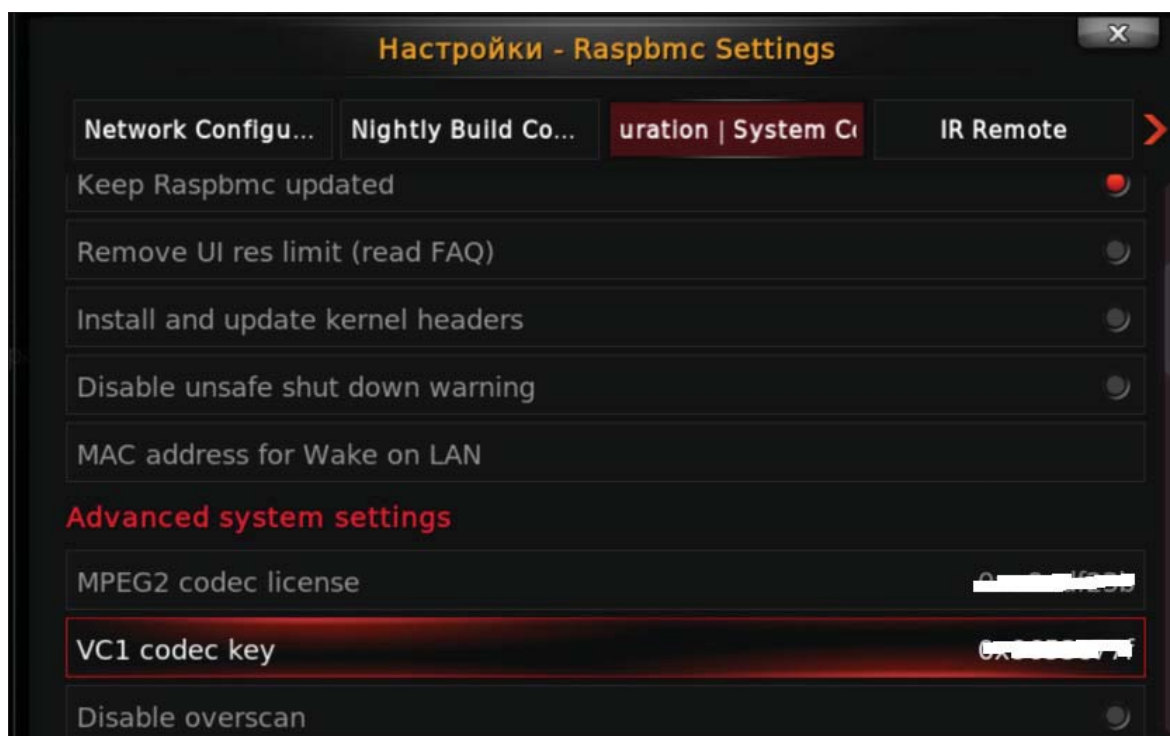 Настройки - Raspbmc Settings
Network Configu... Nightly Build Co... uration | System Co IR Remote
Keep Raspbmc updated
Remove UI res limit (read FAQ)
Install and update kernel headers
Disable unsafe shut down warning
MAC address for Wake on LAN
Advanced system settings
MPEG2 codec license
VC1 codec key
Disable overscan